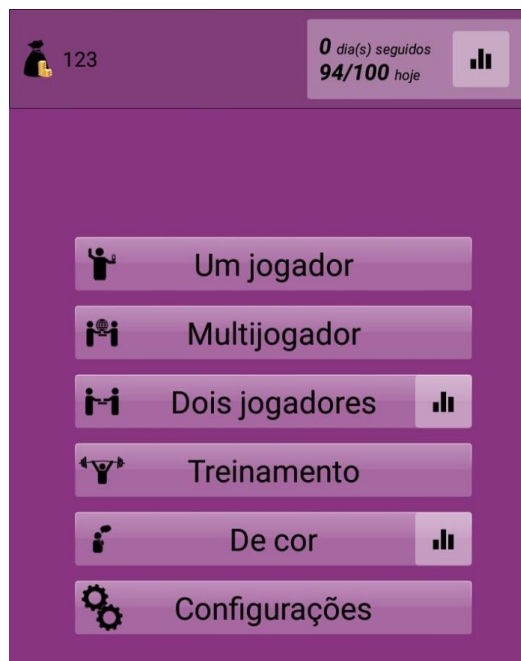 123
0 dia(s) seguidos
94/100 hoje
Um jogador
Multijogador
Dois jogadores
Treinamento
De cor
Configurações